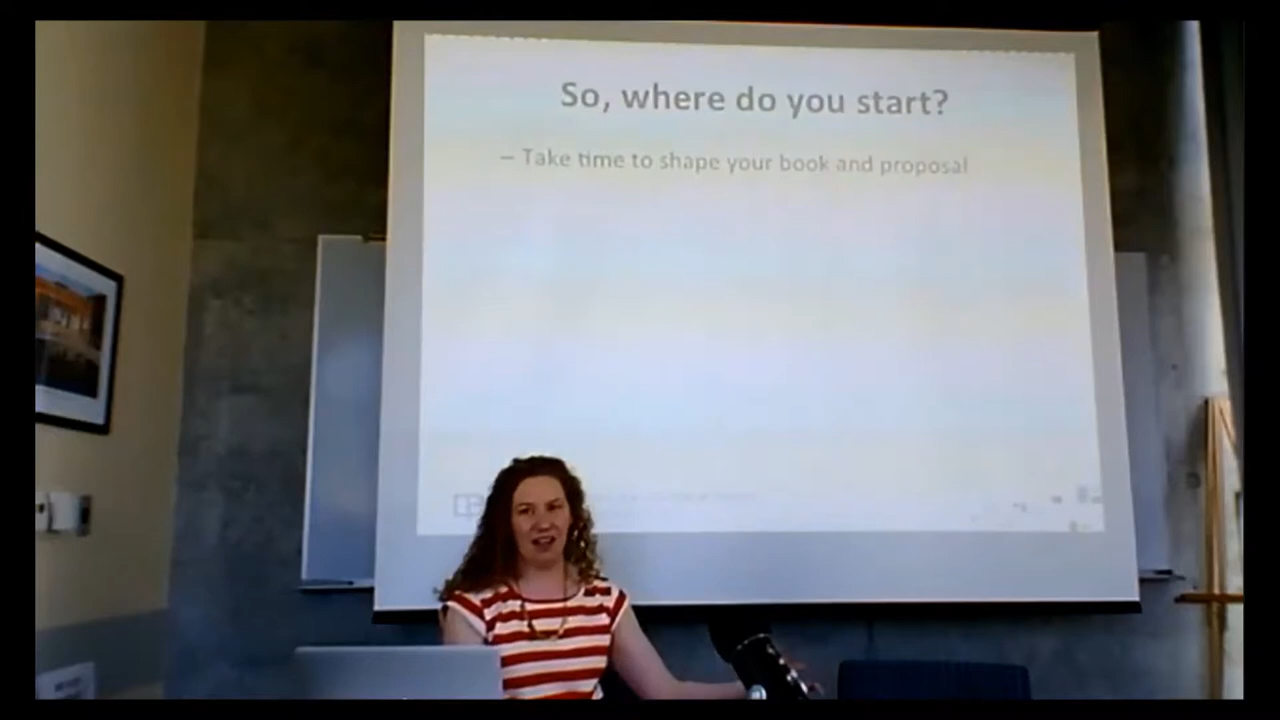 So, where do you start?
– Take time to shape your book and proposal